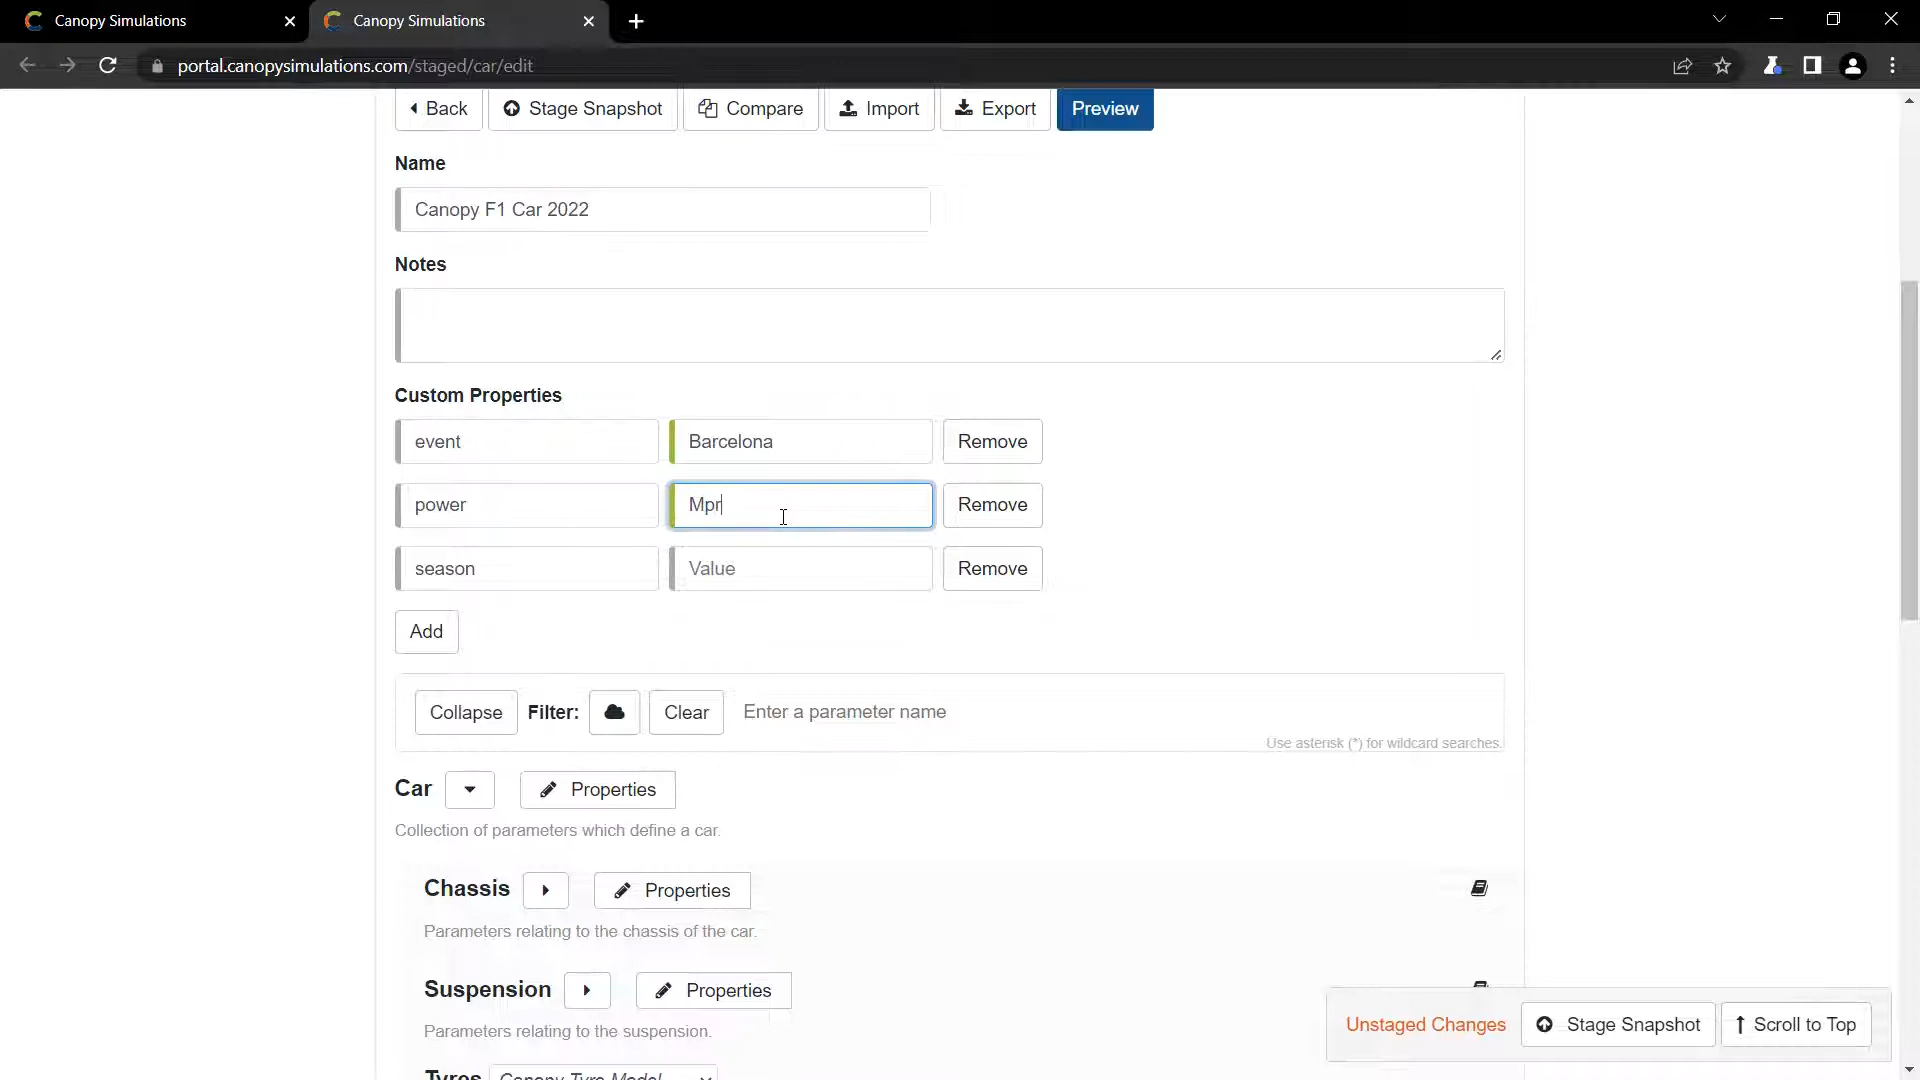 Canopy Simulations
Canopy Simulations
portal.canopysimulations.com/staged/car/edit
Back
Stage Snapshot
Compare
Import
Export
Preview
Name
Canopy F1 Car 2022
Notes
Custom Properties
event
Barcelona
Remove
power
Mpr
Remove
season
Value
Remove
Add
Collapse
Filter:
Clear
Enter a parameter name
Use asterisk (*) for wildcard searches.
Car
Properties
Collection of parameters which define a car.
Chassis
Properties
Parameters relating to the chassis of the car.
Suspension
Properties
Parameters relating to the suspension.
Unstaged Changes
Stage Snapshot
Scroll to Top
Tyres
Canopy Tyre Model